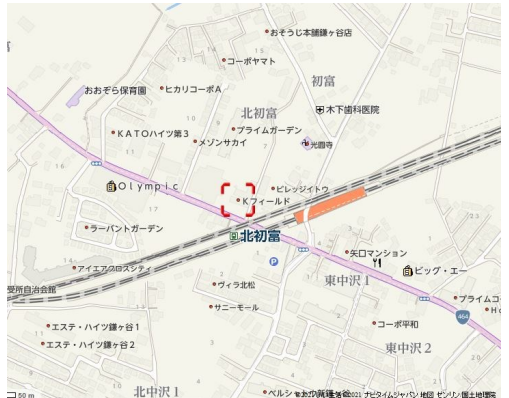 おそうじ本舗鎌ヶ谷店
15
13
14
コーポヤマト
初富
おおぞら保育園
ヒカリコーポA
北初富
木下歯科医院
KATOハイツ第3
プライムガーデン
メゾンサカイ
光圓寺
16
11
Olympic
ビレッジイトウ
Kフィールド
17
ラーバントガーデン
北初富
P
矢口マンション
アイエアクロスシティ
ビッグ・エー
受所自治会館
ヴィラ北松
東中沢1
プライムコ
サニーモール
464
エステ・ハイツ鎌ヶ谷1
コーポ平和
エステ・ハイツ鎌ヶ谷2
東中沢2
北中沢1
50 m
ナビタイムジャパン 地図 ゼンリン 国土地理院